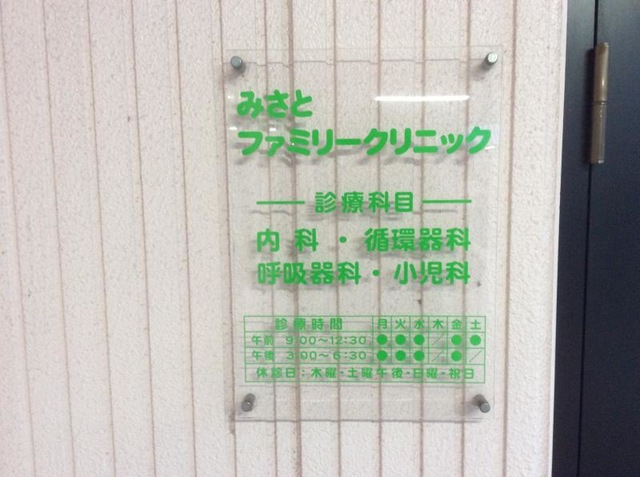 みさと
ファミリークリニック
診療科目
内科・循環器科
呼吸器科・小児科
診療時間 月 火 水 木 金 土
午前 9:00〜12:30 ● ● ● ／ ● ●
午後 3:00〜6:30 ● ● ● ／ ● ／
休診日：木曜・土曜午後・日曜・祝日